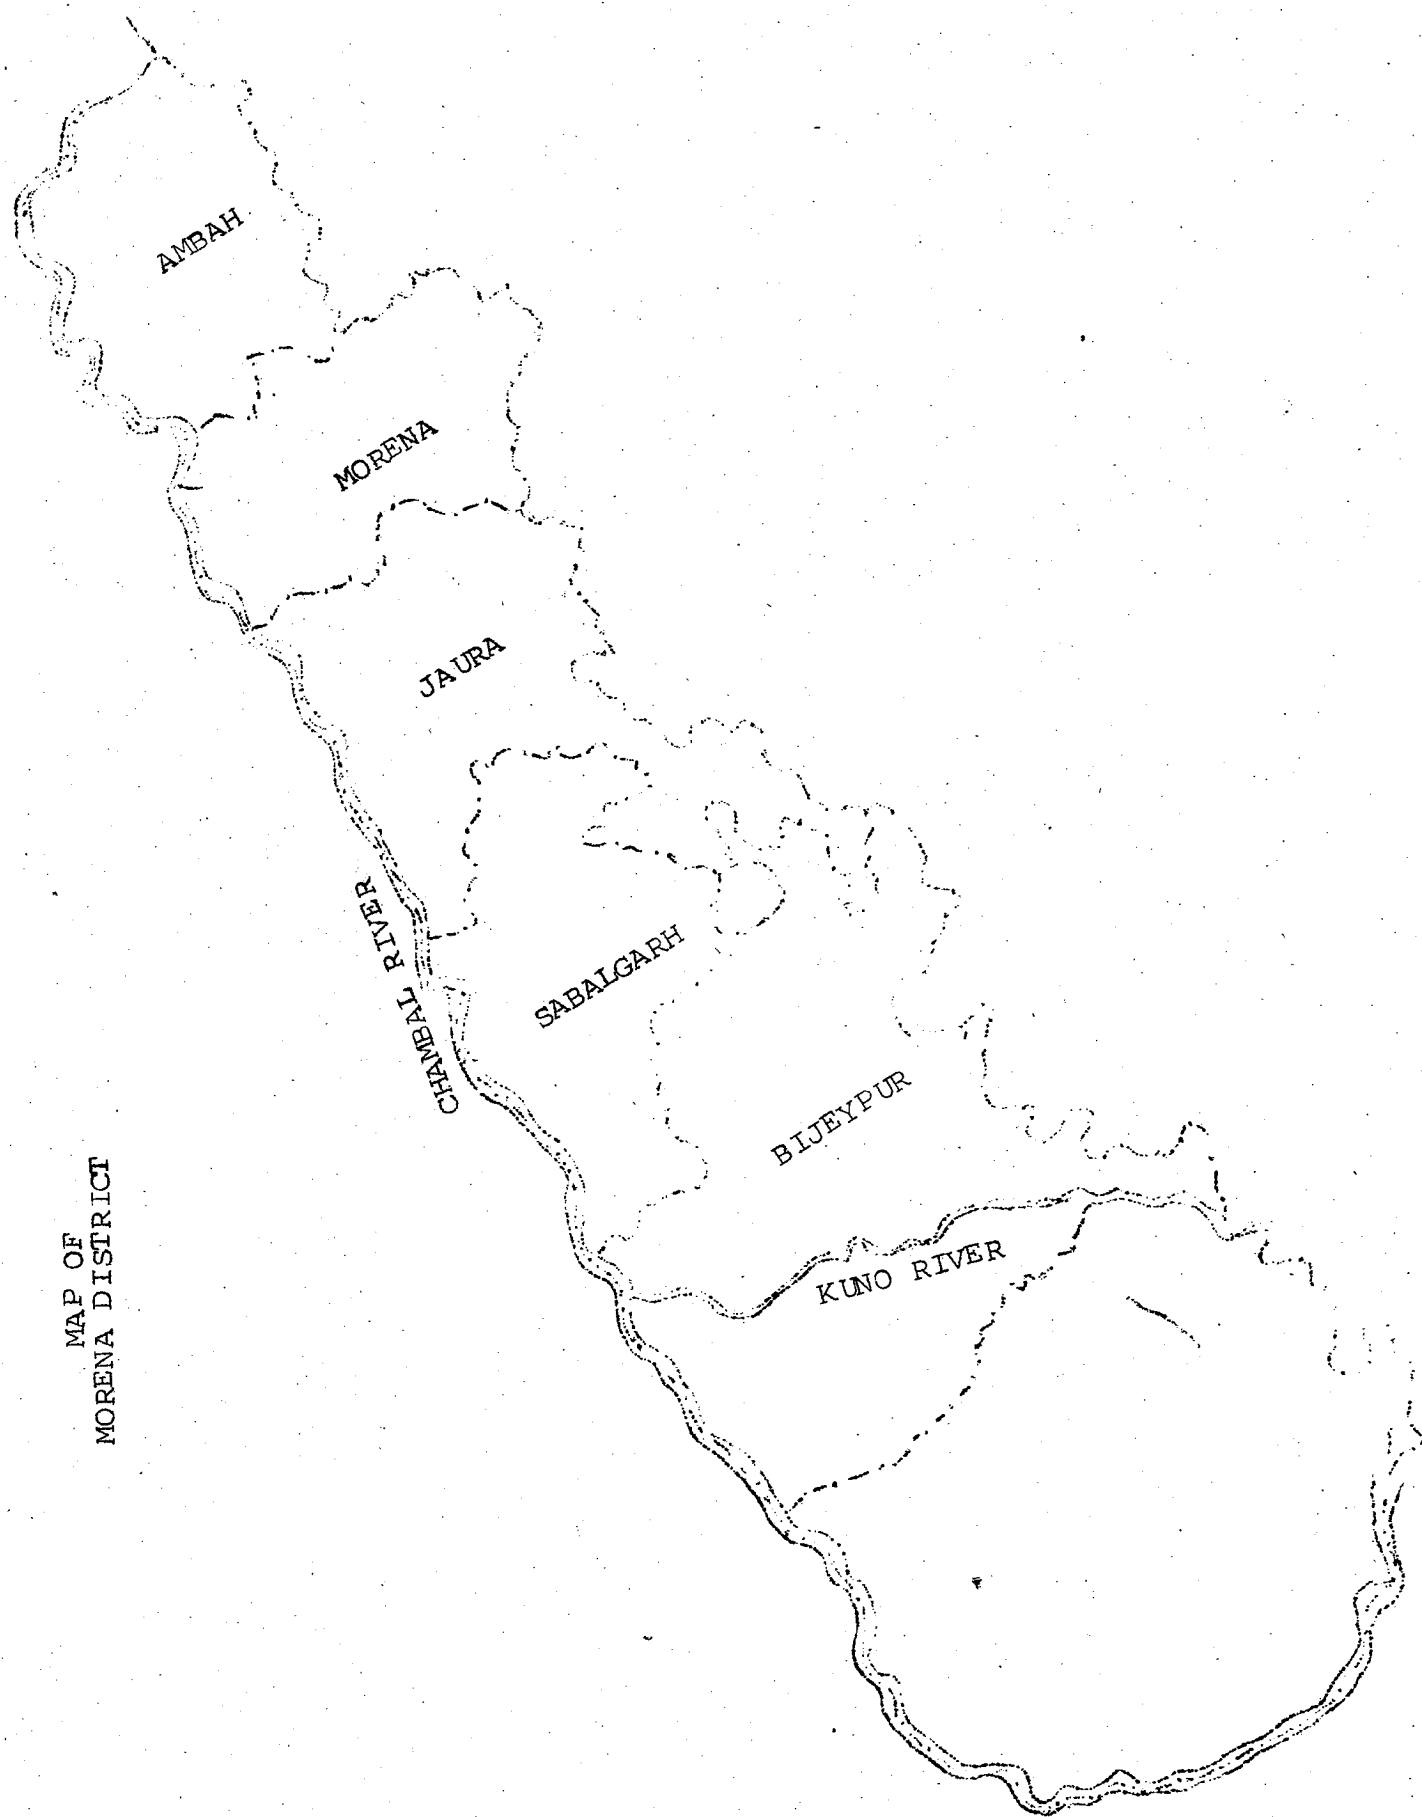 MAP OF
MORENA DISTRICT
AMBAH
MORENA
JAURA
CHAMBAL RIVER
SABALGARH
BIJEYPUR
KUNO RIVER